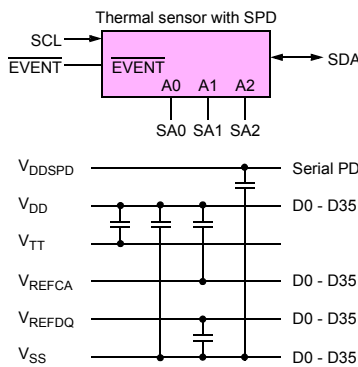 Thermal sensor with SPD
SCL
EVENT EVENT SDA
A0 A1 A2
SA0 SA1 SA2
VDDSPD Serial PD
VDD D0 - D35
VTT
VREFCA D0 - D35
VREFDQ D0 - D35
VSS D0 - D35